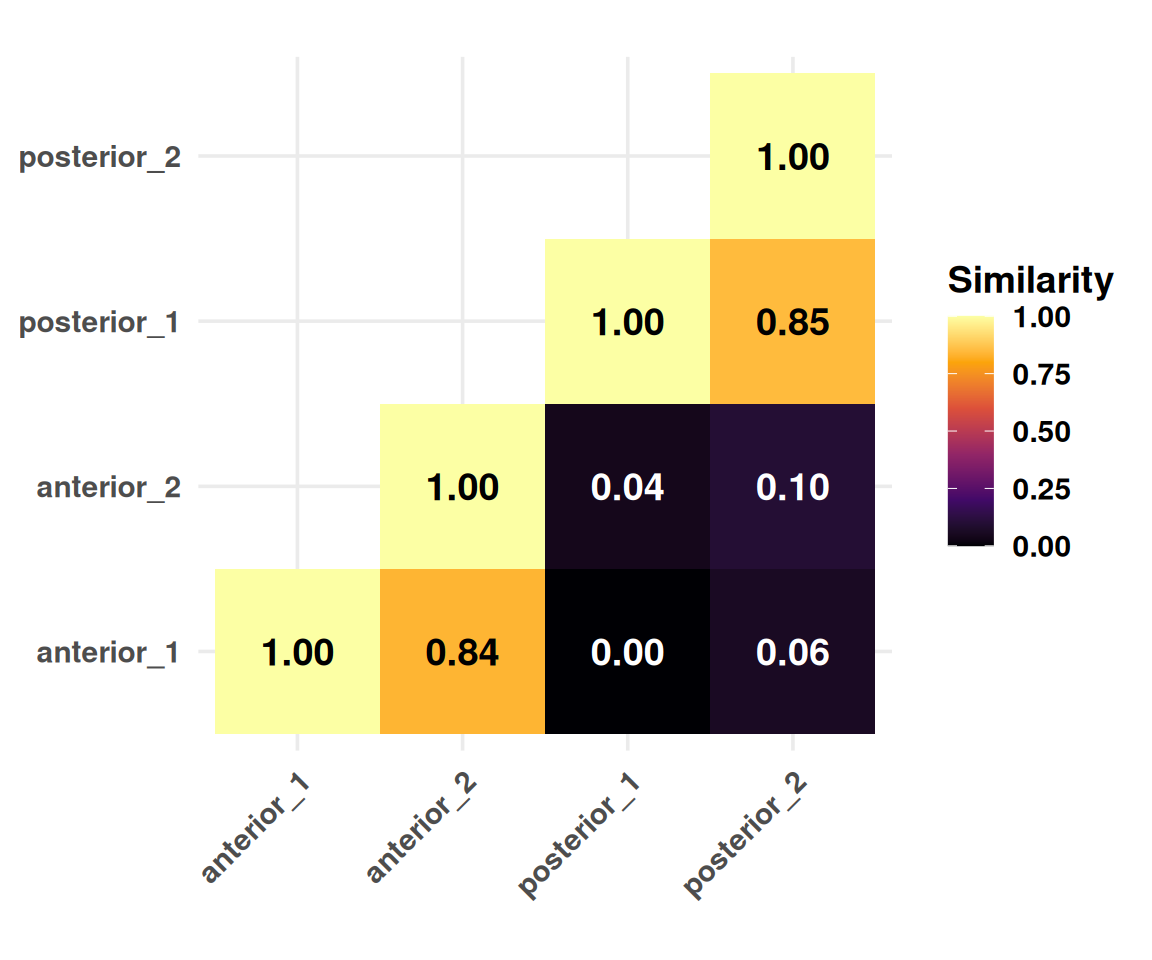 posterior_2
1.00
posterior_1
1.00 0.85
anterior_2
1.00 0.04 0.10
anterior_1
1.00 0.84 0.00 0.06
anterior_1
anterior_2
posterior_1
posterior_2
Similarity
1.00
0.75
0.50
0.25
0.00